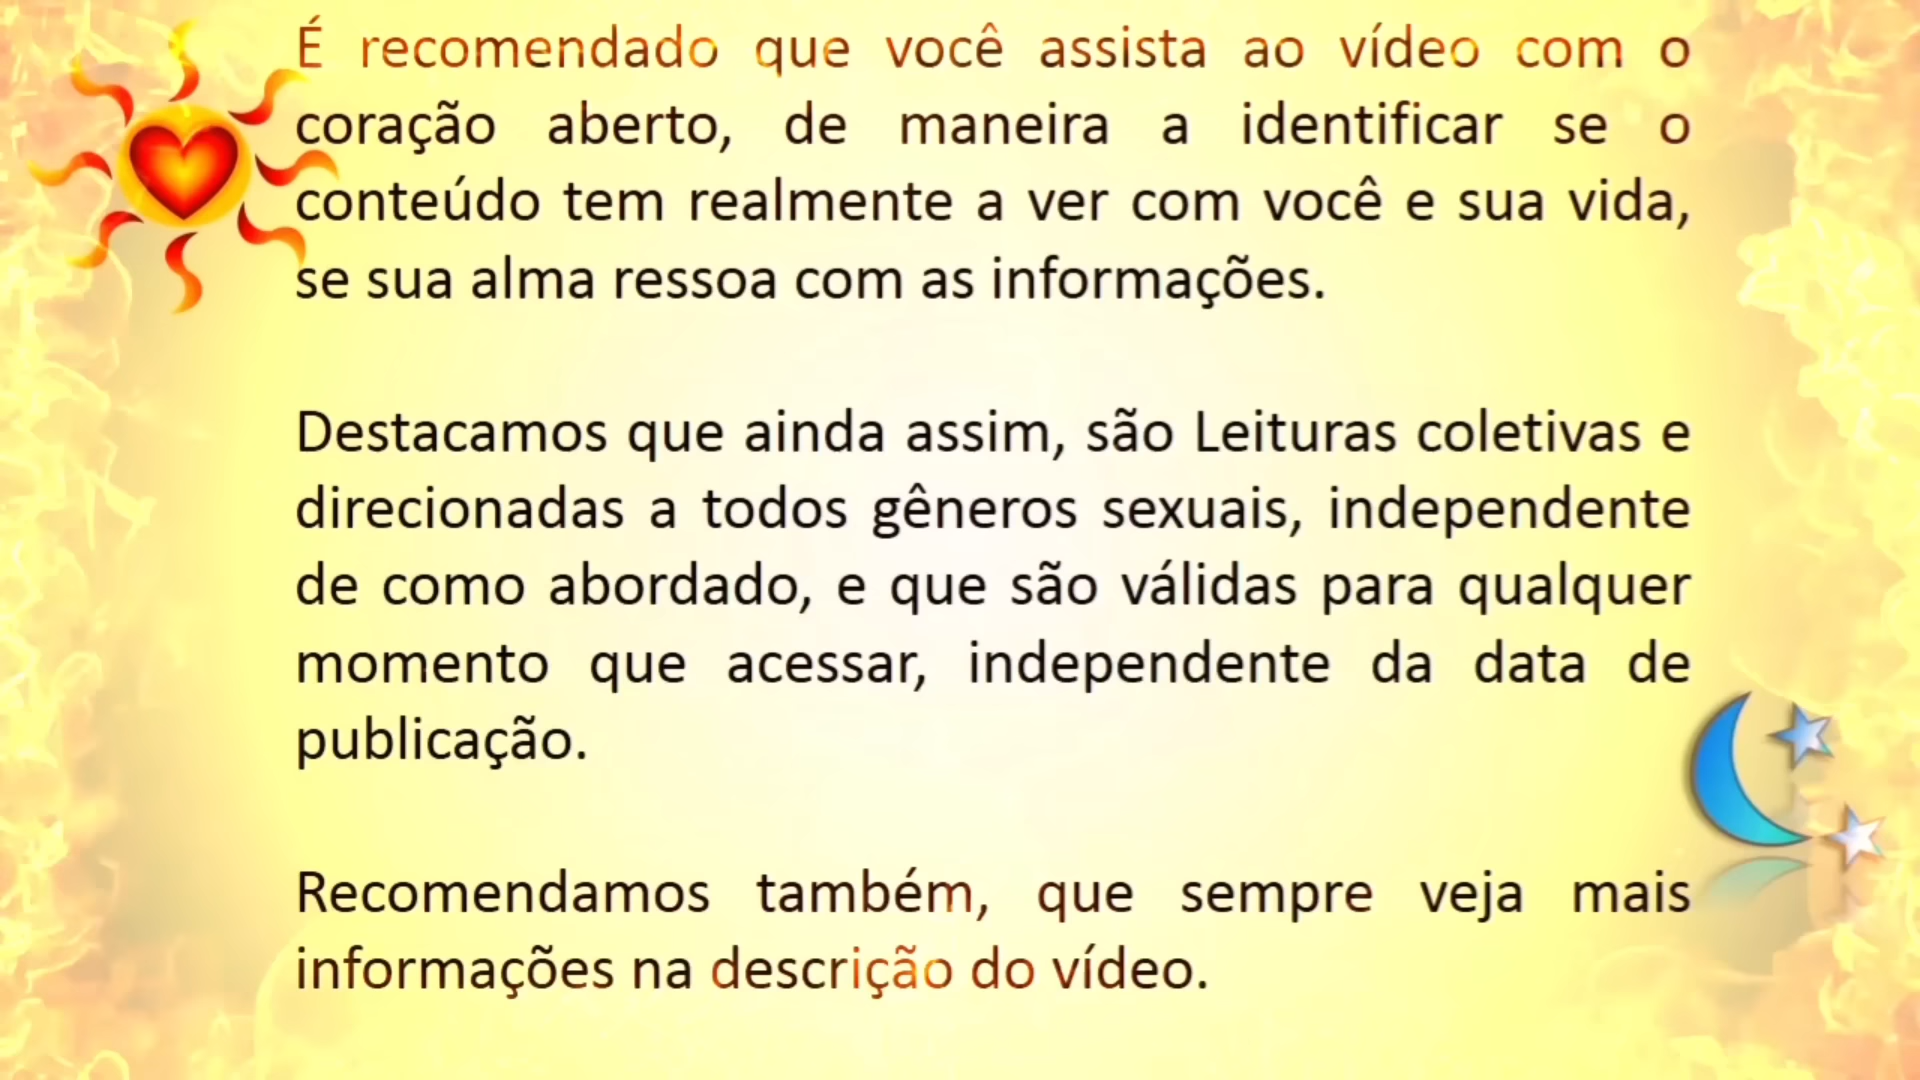 É recomendado que você assista ao vídeo com o
coração aberto, de maneira a identificar se o
conteúdo tem realmente a ver com você e sua vida,
se sua alma ressoa com as informações.
Destacamos que ainda assim, são Leituras coletivas e
direcionadas a todos gêneros sexuais, independente
de como abordado, e que são válidas para qualquer
momento que acessar, independente da data de
publicação.
Recomendamos também, que sempre veja mais
informações na descrição do vídeo.